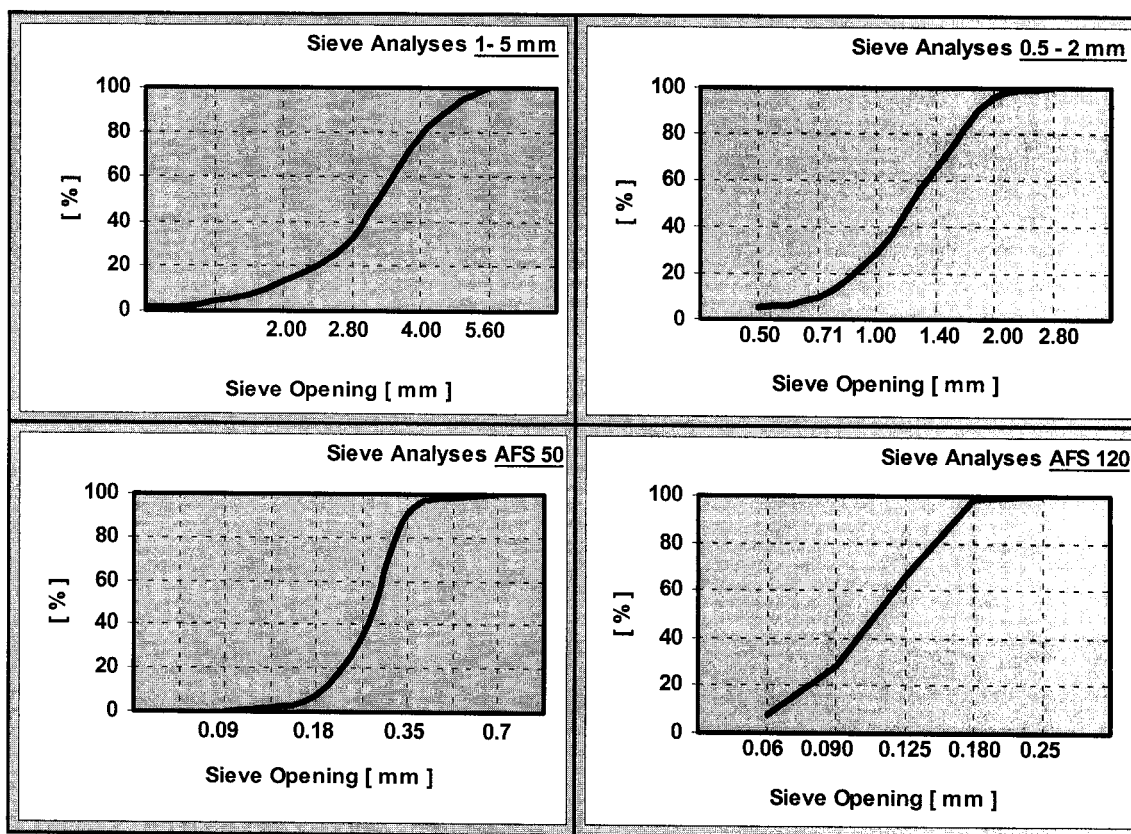 Sieve Analyses 1- 5 mm
100
80
60
40
20
0
[ % ]
2.00 2.80 4.00 5.60
Sieve Opening [ mm ]
Sieve Analyses 0.5 - 2 mm
100
80
60
40
20
0
[ % ]
0.50 0.71 1.00 1.40 2.00 2.80
Sieve Opening [ mm ]
Sieve Analyses AFS 50
100
80
60
40
20
0
[ % ]
0.09 0.18 0.35 0.7
Sieve Opening [ mm ]
Sieve Analyses AFS 120
100
80
60
40
20
0
[ % ]
0.06 0.090 0.125 0.180 0.25
Sieve Opening [ mm ]